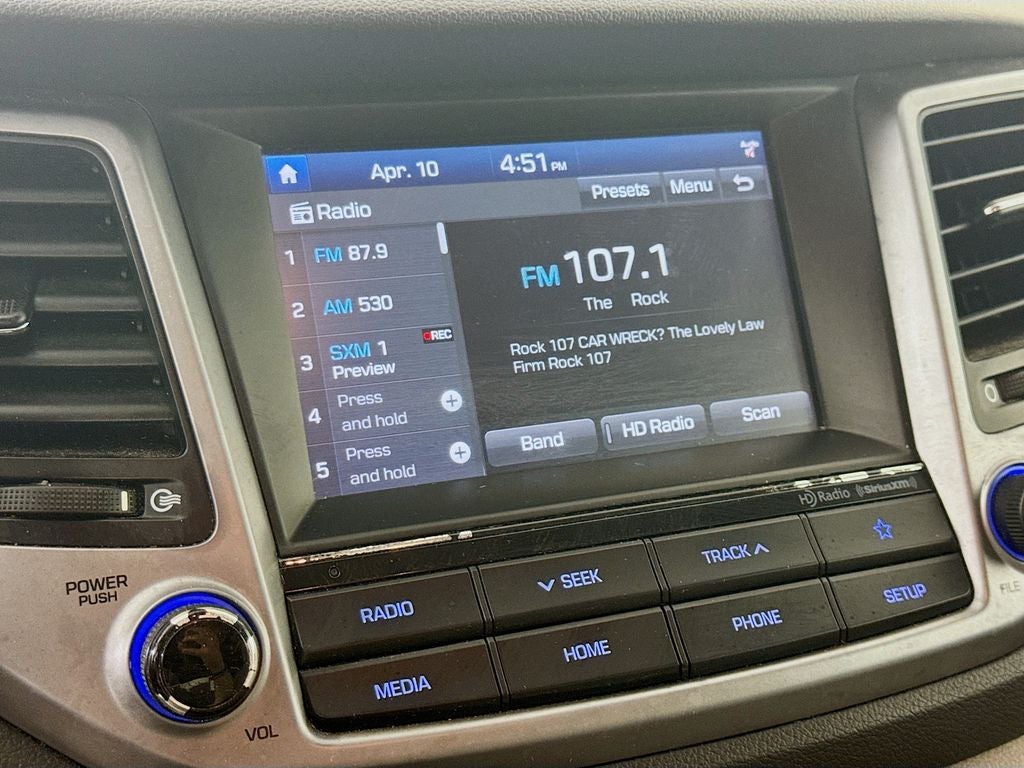 Apr. 10
4:51 PM
Audio
Presets
Menu
Radio
1 FM 87.9
2 AM 530
REC
3 SXM 1
Preview
4 Press
and hold
5 Press
and hold
FM 107.1
The Rock
Rock 107 CAR WRECK? The Lovely Law
Firm Rock 107
Band
HD Radio
Scan
HD Radio
SiriusXM
POWER
PUSH
VOL
RADIO
SEEK
TRACK
MEDIA
HOME
PHONE
SETUP
FILE
0